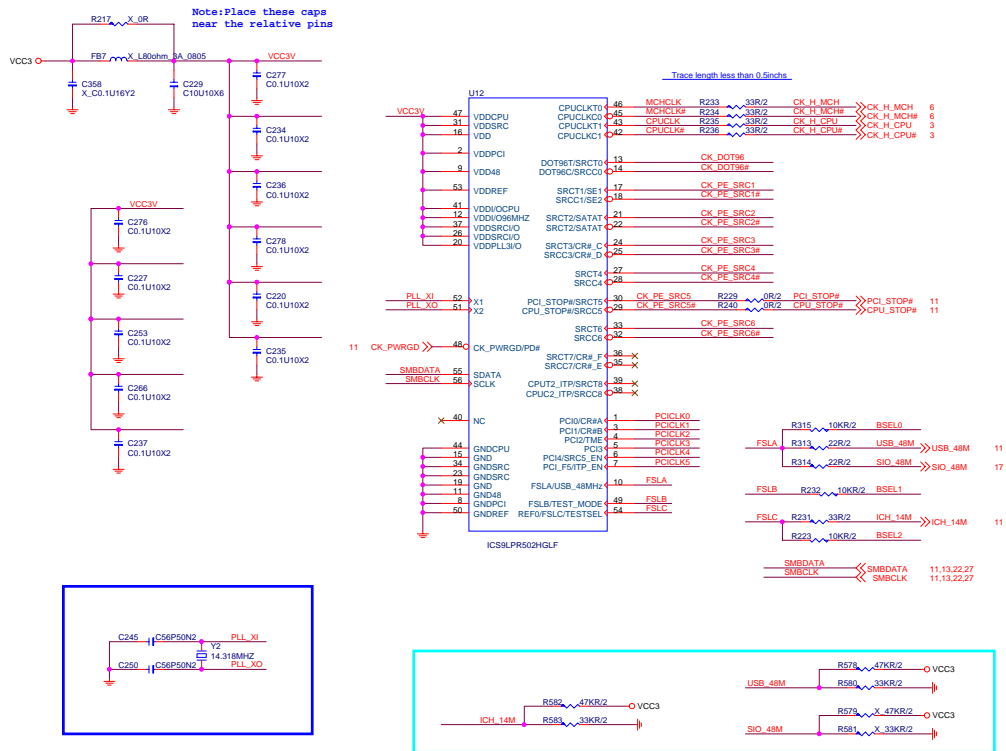 Note:Place these caps
near the relative pins
R217 X_0R
VCC3 FB7 X_L80ohm_3A_0805 VCC3V
C358
X_C0.1U16Y2
C229
C10U10X6
C277
C0.1U10X2
C234
C0.1U10X2
C236
C0.1U10X2
C278
C0.1U10X2
C220
C0.1U10X2
C235
C0.1U10X2
VCC3V
C276
C0.1U10X2
C227
C0.1U10X2
C253
C0.1U10X2
C266
C0.1U10X2
C237
C0.1U10X2
Trace length less than 0.5inchs
U12
VCC3V 47 VDDCPU
31 VDDSRC
16 VDD
2 VDDPCI
9 VDD48
53 VDDREF
41 VDDI/OCPU
12 VDDI/O96MHZ
37 VDDSRCI/O
26 VDDSRCI/O
20 VDDPLL3I/O
PLL_XI 52 X1
PLL_XO 51 X2
11 CK_PWRGD 48 CK_PWRGD/PD#
SMBDATA 55 SDATA
SMBCLK 56 SCLK
40 NC
44 GNDCPU
15 GND
34 GNDSRC
23 GNDSRC
19 GND
11 GND48
8 GNDPCI
50 GNDREF
CPUCLKT0 46 MCHCLK R233 33R/2 CK_H_MCH CK_H_MCH 6
CPUCLKC0 45 MCHCLK# R234 33R/2 CK_H_MCH# CK_H_MCH# 6
CPUCLKT1 43 CPUCLK R235 33R/2 CK_H_CPU CK_H_CPU 3
CPUCLKC1 42 CPUCLK# R236 33R/2 CK_H_CPU# CK_H_CPU# 3
DOT96T/SRCT0 13 CK_DOT96
DOT96C/SRCC0 14 CK_DOT96#
SRCT1/SE1 17 CK_PE_SRC1
SRCC1/SE2 18 CK_PE_SRC1#
SRCT2/SATAT 21 CK_PE_SRC2
SRCT2/SATAT 22 CK_PE_SRC2#
SRCT3/CR#_C 24 CK_PE_SRC3
SRCC3/CR#_D 25 CK_PE_SRC3#
SRCT4 27 CK_PE_SRC4
SRCC4 28 CK_PE_SRC4#
PCI_STOP#/SRCT5 30 CK_PE_SRC5 R229 0R/2 PCI_STOP# PCI_STOP# 11
CPU_STOP#/SRCC5 29 CK_PE_SRC5# R240 0R/2 CPU_STOP# CPU_STOP# 11
SRCT6 33 CK_PE_SRC6
SRCC6 32 CK_PE_SRC6#
SRCT7/CR#_F 36
SRCC7/CR#_E 35
CPUT2_ITP/SRCT8 39
CPUC2_ITP/SRCC8 38
PCI0/CR#A 1 PCICLK0
PCI1/CR#B 3 PCICLK1
PCI2/TME 4 PCICLK2
PCI3 5 PCICLK3
PCI4/SRC5_EN 6 PCICLK4
PCI_F5/ITP_EN 7 PCICLK5
FSLA/USB_48MHz 10 FSLA
FSLB/TEST_MODE 49 FSLB
REF0/FSLC/TESTSEL 54 FSLC
ICS9LPR502HGLF
R315 10KR/2 BSEL0
FSLA R313 22R/2 USB_48M USB_48M 11
R314 22R/2 SIO_48M SIO_48M 17
FSLB R232 10KR/2 BSEL1
FSLC R231 33R/2 ICH_14M ICH_14M 11
R223 10KR/2 BSEL2
SMBDATA SMBDATA 11,13,22,27
SMBCLK SMBCLK 11,13,22,27
C245 C56P50N2 PLL_XI
Y2
14.318MHZ
C250 C56P50N2 PLL_XO
R582 47KR/2 VCC3
ICH_14M R583 33KR/2
R578 47KR/2 VCC3
USB_48M R580 33KR/2
R579 X_47KR/2 VCC3
SIO_48M R581 X_33KR/2